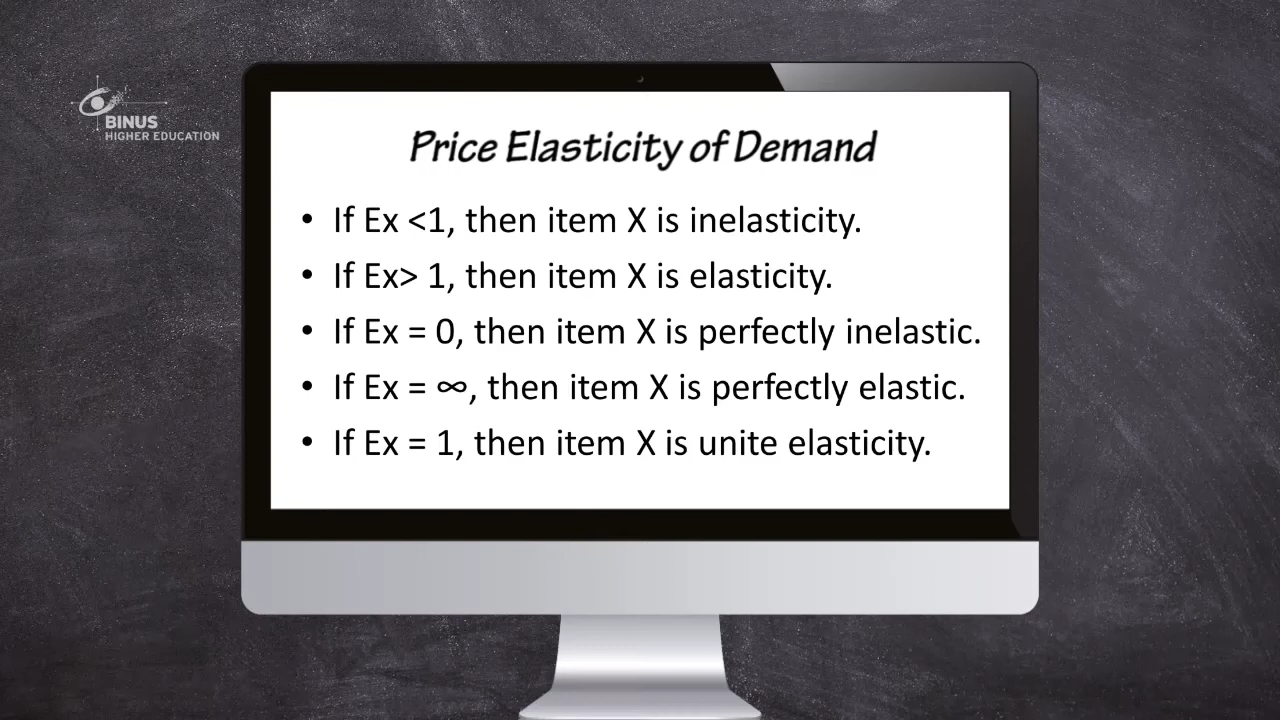 BINUS
HIGHER EDUCATION
Price Elasticity of Demand
• If Ex <1, then item X is inelasticity.
• If Ex> 1, then item X is elasticity.
• If Ex = 0, then item X is perfectly inelastic.
• If Ex = ∞, then item X is perfectly elastic.
• If Ex = 1, then item X is unite elasticity.